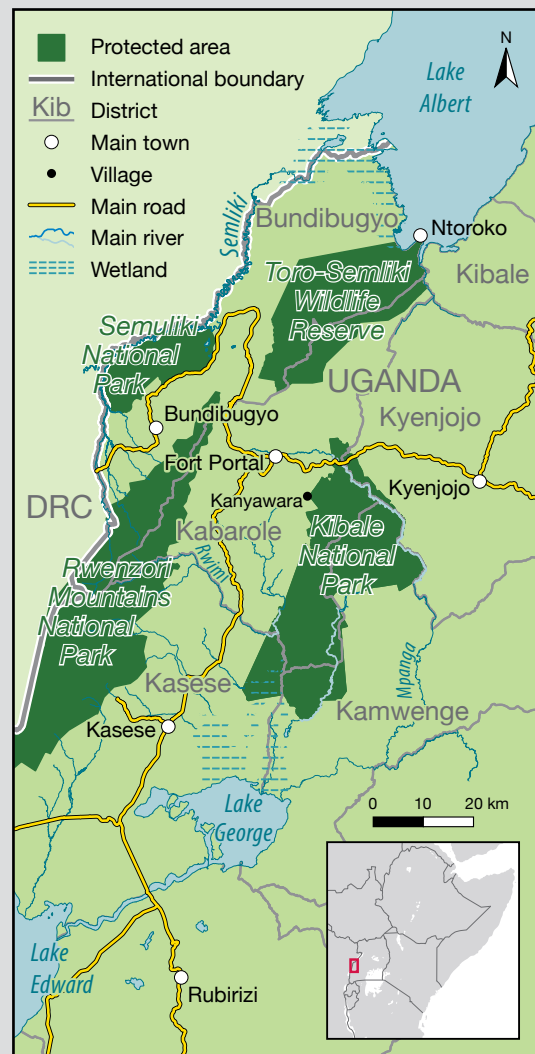 Protected area
International boundary
Kib District
Main town
Village
Main road
Main river
Wetland
N
Lake
Albert
Semliki
Bundibugyo
Ntoroko
Kibale
Toro-Semliki
Wildlife
Reserve
Semuliki
National
Park
UGANDA
Kyenjojo
Bundibugyo
Fort Portal
Kyenjojo
Kanyawara
DRC
Kabarole
Rwimi
Kibale
National
Park
Rwenzori
Mountains
National
Park
Mpanga
Kasese
Kamwenge
Kasese
Lake
George
0 10 20 km
Lake
Edward
Rubirizi